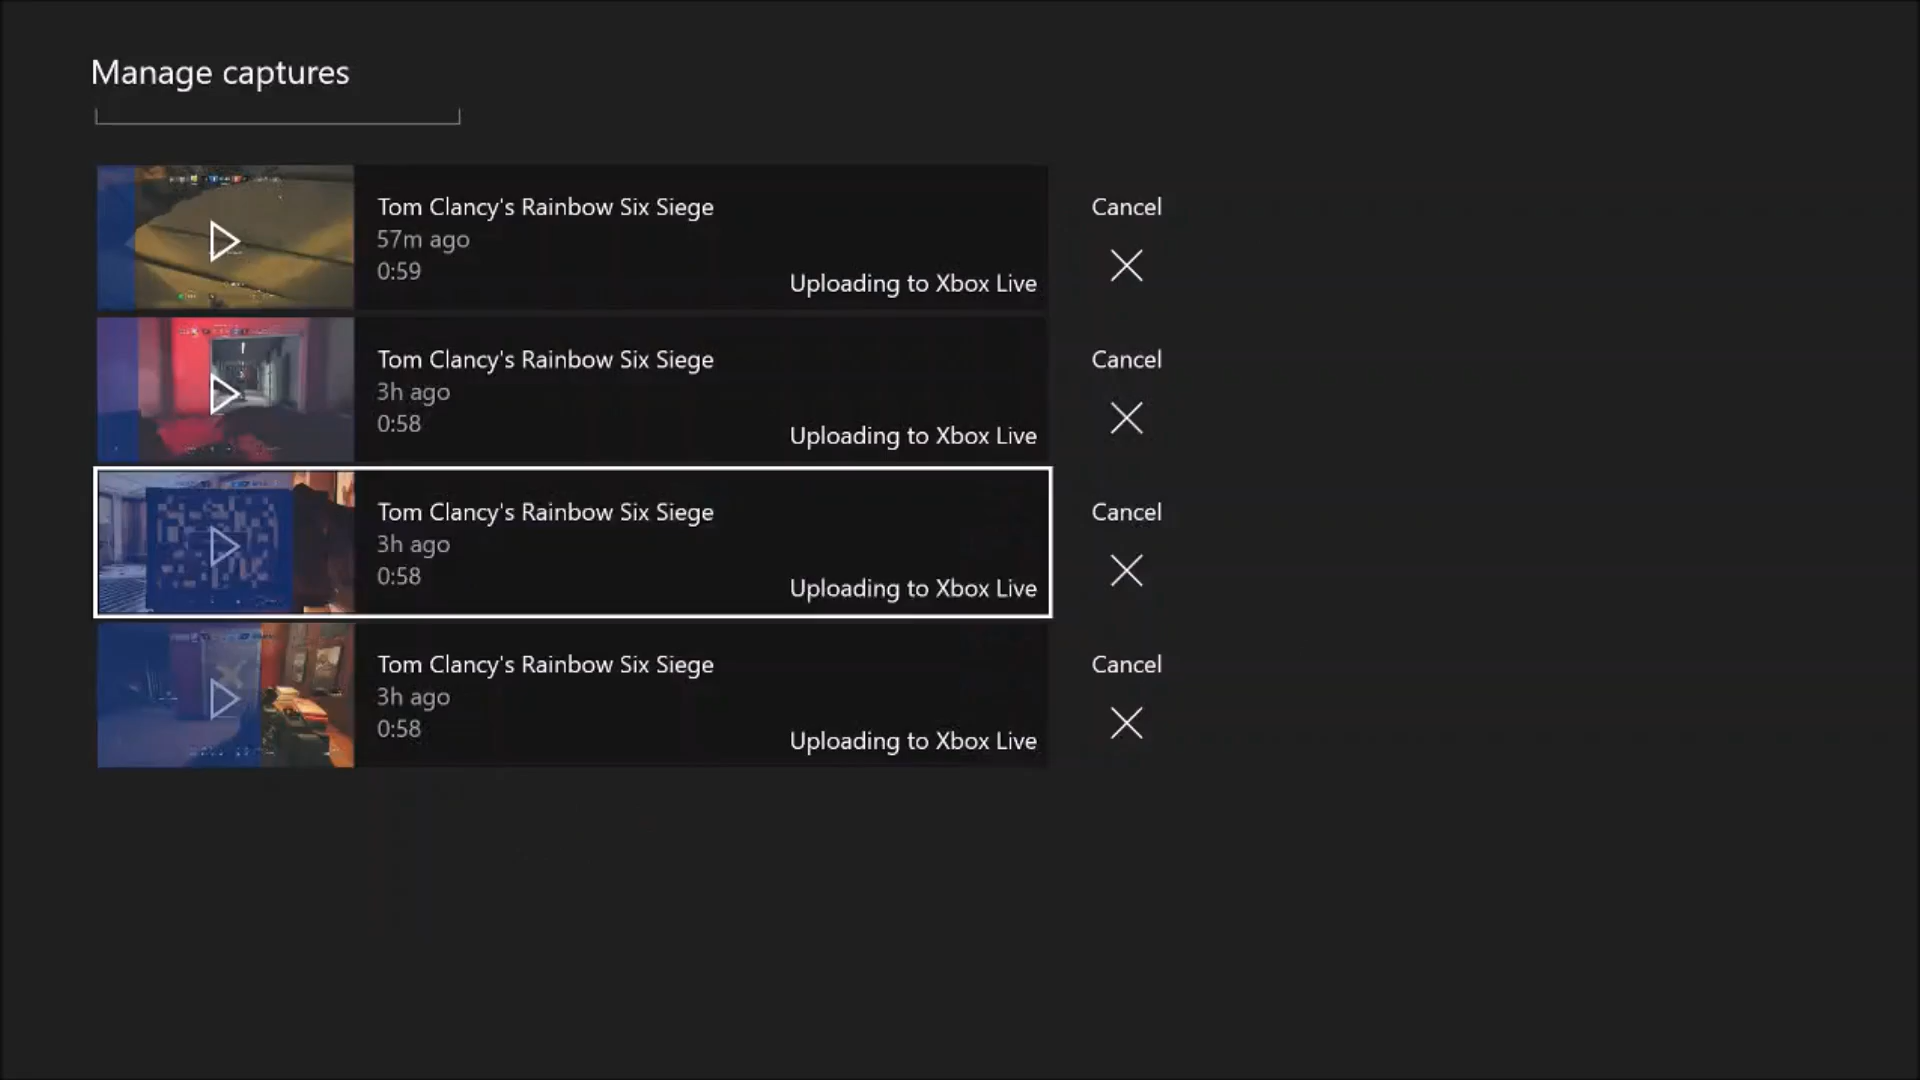 Manage captures
Tom Clancy's Rainbow Six Siege
57m ago
0:59
Uploading to Xbox Live
Cancel
Tom Clancy's Rainbow Six Siege
3h ago
0:58
Uploading to Xbox Live
Cancel
Tom Clancy's Rainbow Six Siege
3h ago
0:58
Uploading to Xbox Live
Cancel
Tom Clancy's Rainbow Six Siege
3h ago
0:58
Uploading to Xbox Live
Cancel